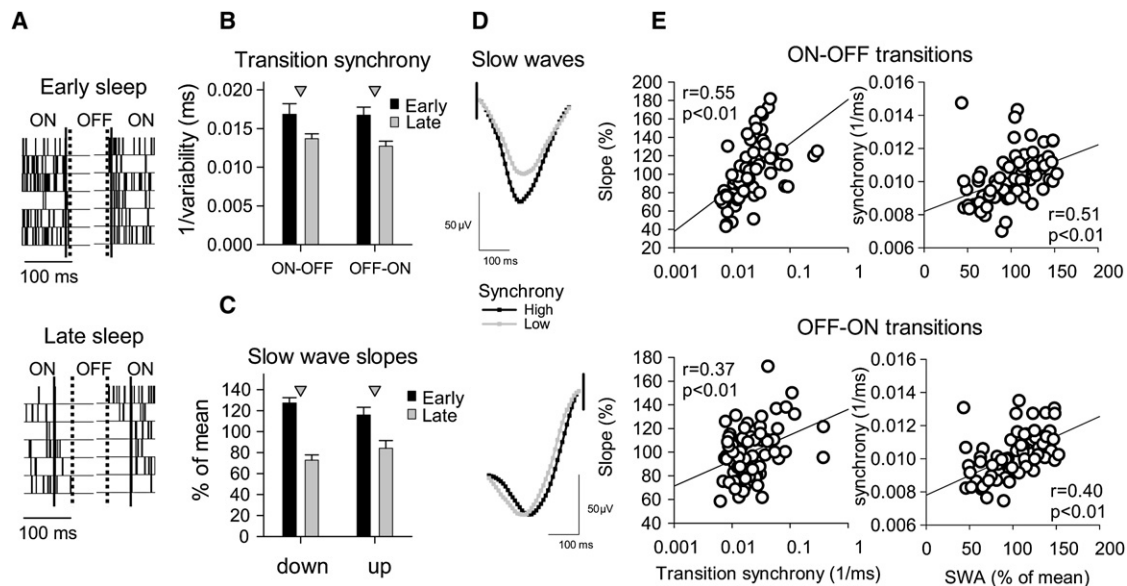 A
Early sleep
ON OFF ON
100 ms
Late sleep
ON OFF ON
100 ms
B
Transition synchrony
1/variability (ms)
0.020
0.015
0.010
0.005
0.000
Early
Late
ON-OFF OFF-ON
C
Slow wave slopes
% of mean
140
120
100
80
60
40
20
0
Early
Late
down up
D
Slow waves
50 µV
100 ms
Synchrony
High
Low
50 µV
100 ms
E
ON-OFF transitions
Slope (%)
200
180
160
140
120
100
80
60
40
20
r=0.55
p<0.01
0.001 0.01 0.1 1
synchrony (1/ms)
0.016
0.014
0.012
0.010
0.008
0.006
r=0.51
p<0.01
0 50 100 150 200
OFF-ON transitions
Slope (%)
180
160
140
120
100
80
60
40
r=0.37
p<0.01
0.001 0.01 0.1 1
Transition synchrony (1/ms)
synchrony (1/ms)
0.016
0.014
0.012
0.010
0.008
0.006
r=0.40
p<0.01
0 50 100 150 200
SWA (% of mean)